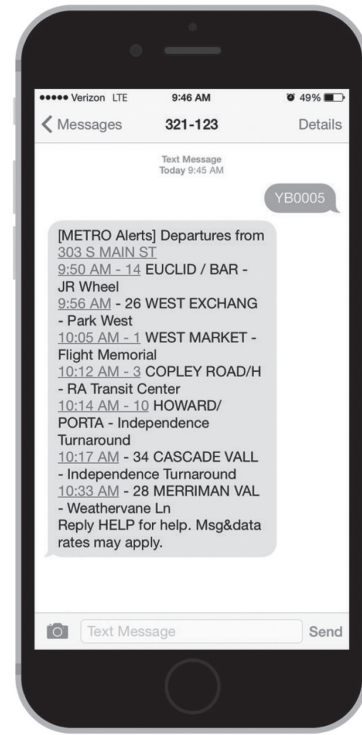 Verizon LTE 9:46 AM 49%
Messages 321-123 Details
Text Message
Today 9:45 AM
YB0005
[METRO Alerts] Departures from
303 S MAIN ST
9:50 AM - 14 EUCLID / BAR -
JR Wheel
9:56 AM - 26 WEST EXCHANG
- Park West
10:05 AM - 1 WEST MARKET -
Flight Memorial
10:12 AM - 3 COPLEY ROAD/H
- RA Transit Center
10:14 AM - 10 HOWARD/
PORTA - Independence
Turnaround
10:17 AM - 34 CASCADE VALL
- Independence Turnaround
10:33 AM - 28 MERRIMAN VAL
- Weathervane Ln
Reply HELP for help. Msg&data
rates may apply.
Text Message Send